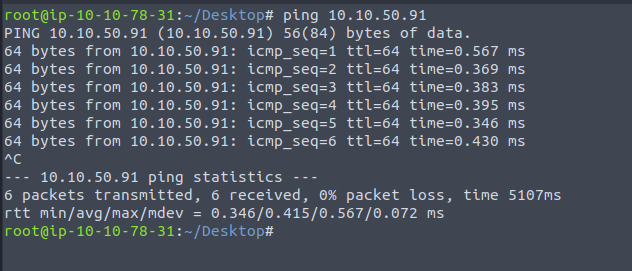 root@ip-10-10-78-31:~/Desktop# ping 10.10.50.91
PING 10.10.50.91 (10.10.50.91) 56(84) bytes of data.
64 bytes from 10.10.50.91: icmp_seq=1 ttl=64 time=0.567 ms
64 bytes from 10.10.50.91: icmp_seq=2 ttl=64 time=0.369 ms
64 bytes from 10.10.50.91: icmp_seq=3 ttl=64 time=0.383 ms
64 bytes from 10.10.50.91: icmp_seq=4 ttl=64 time=0.395 ms
64 bytes from 10.10.50.91: icmp_seq=5 ttl=64 time=0.346 ms
64 bytes from 10.10.50.91: icmp_seq=6 ttl=64 time=0.430 ms
^C
--- 10.10.50.91 ping statistics ---
6 packets transmitted, 6 received, 0% packet loss, time 5107ms
rtt min/avg/max/mdev = 0.346/0.415/0.567/0.072 ms
root@ip-10-10-78-31:~/Desktop#